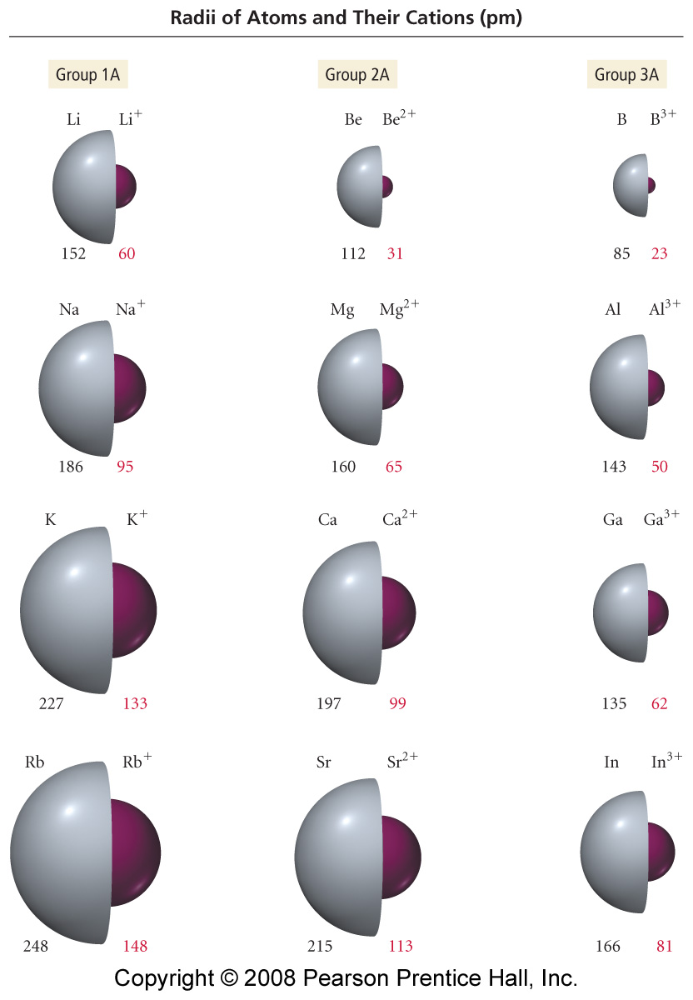 Radii of Atoms and Their Cations (pm)
Group 1A Group 2A Group 3A
Li Li⁺ Be Be²⁺ B B³⁺
152 60 112 31 85 23
Na Na⁺ Mg Mg²⁺ Al Al³⁺
186 95 160 65 143 50
K K⁺ Ca Ca²⁺ Ga Ga³⁺
227 133 197 99 135 62
Rb Rb⁺ Sr Sr²⁺ In In³⁺
248 148 215 113 166 81
Copyright © 2008 Pearson Prentice Hall, Inc.